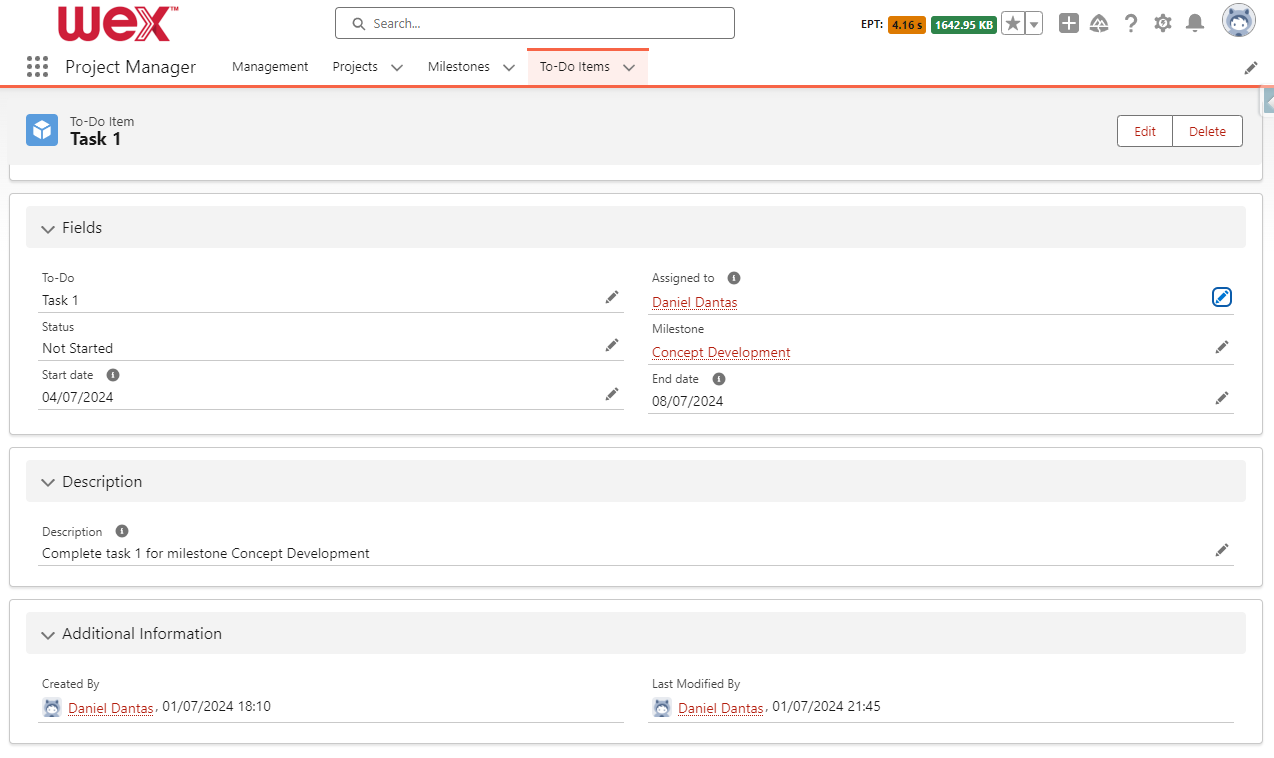 wex™
Search...
EPT: 4.16 s 1642.95 KB
Project Manager Management Projects Milestones To-Do Items
To-Do Item
Task 1
Edit Delete
Fields
To-Do
Task 1
Assigned to
Daniel Dantas
Status
Not Started
Milestone
Concept Development
Start date
04/07/2024
End date
08/07/2024
Description
Description
Complete task 1 for milestone Concept Development
Additional Information
Created By
Daniel Dantas, 01/07/2024 18:10
Last Modified By
Daniel Dantas, 01/07/2024 21:45